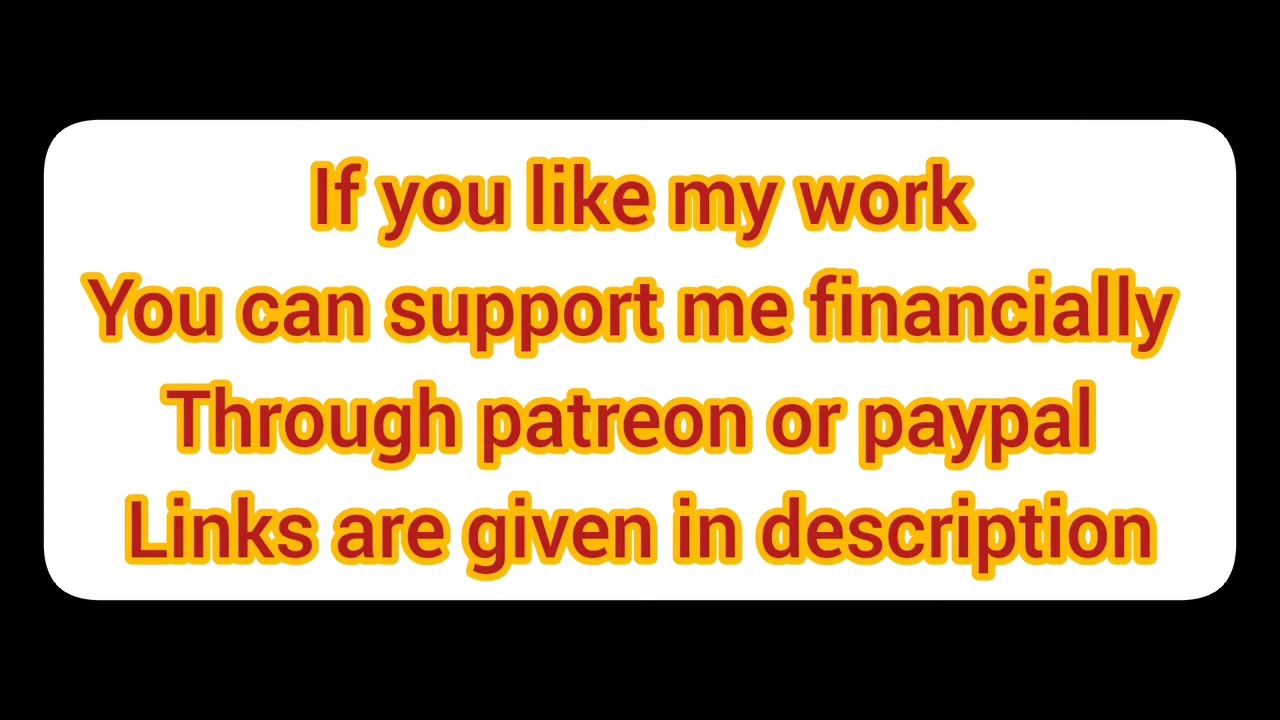 If you like my work
You can support me financially
Through patreon or paypal
Links are given in description